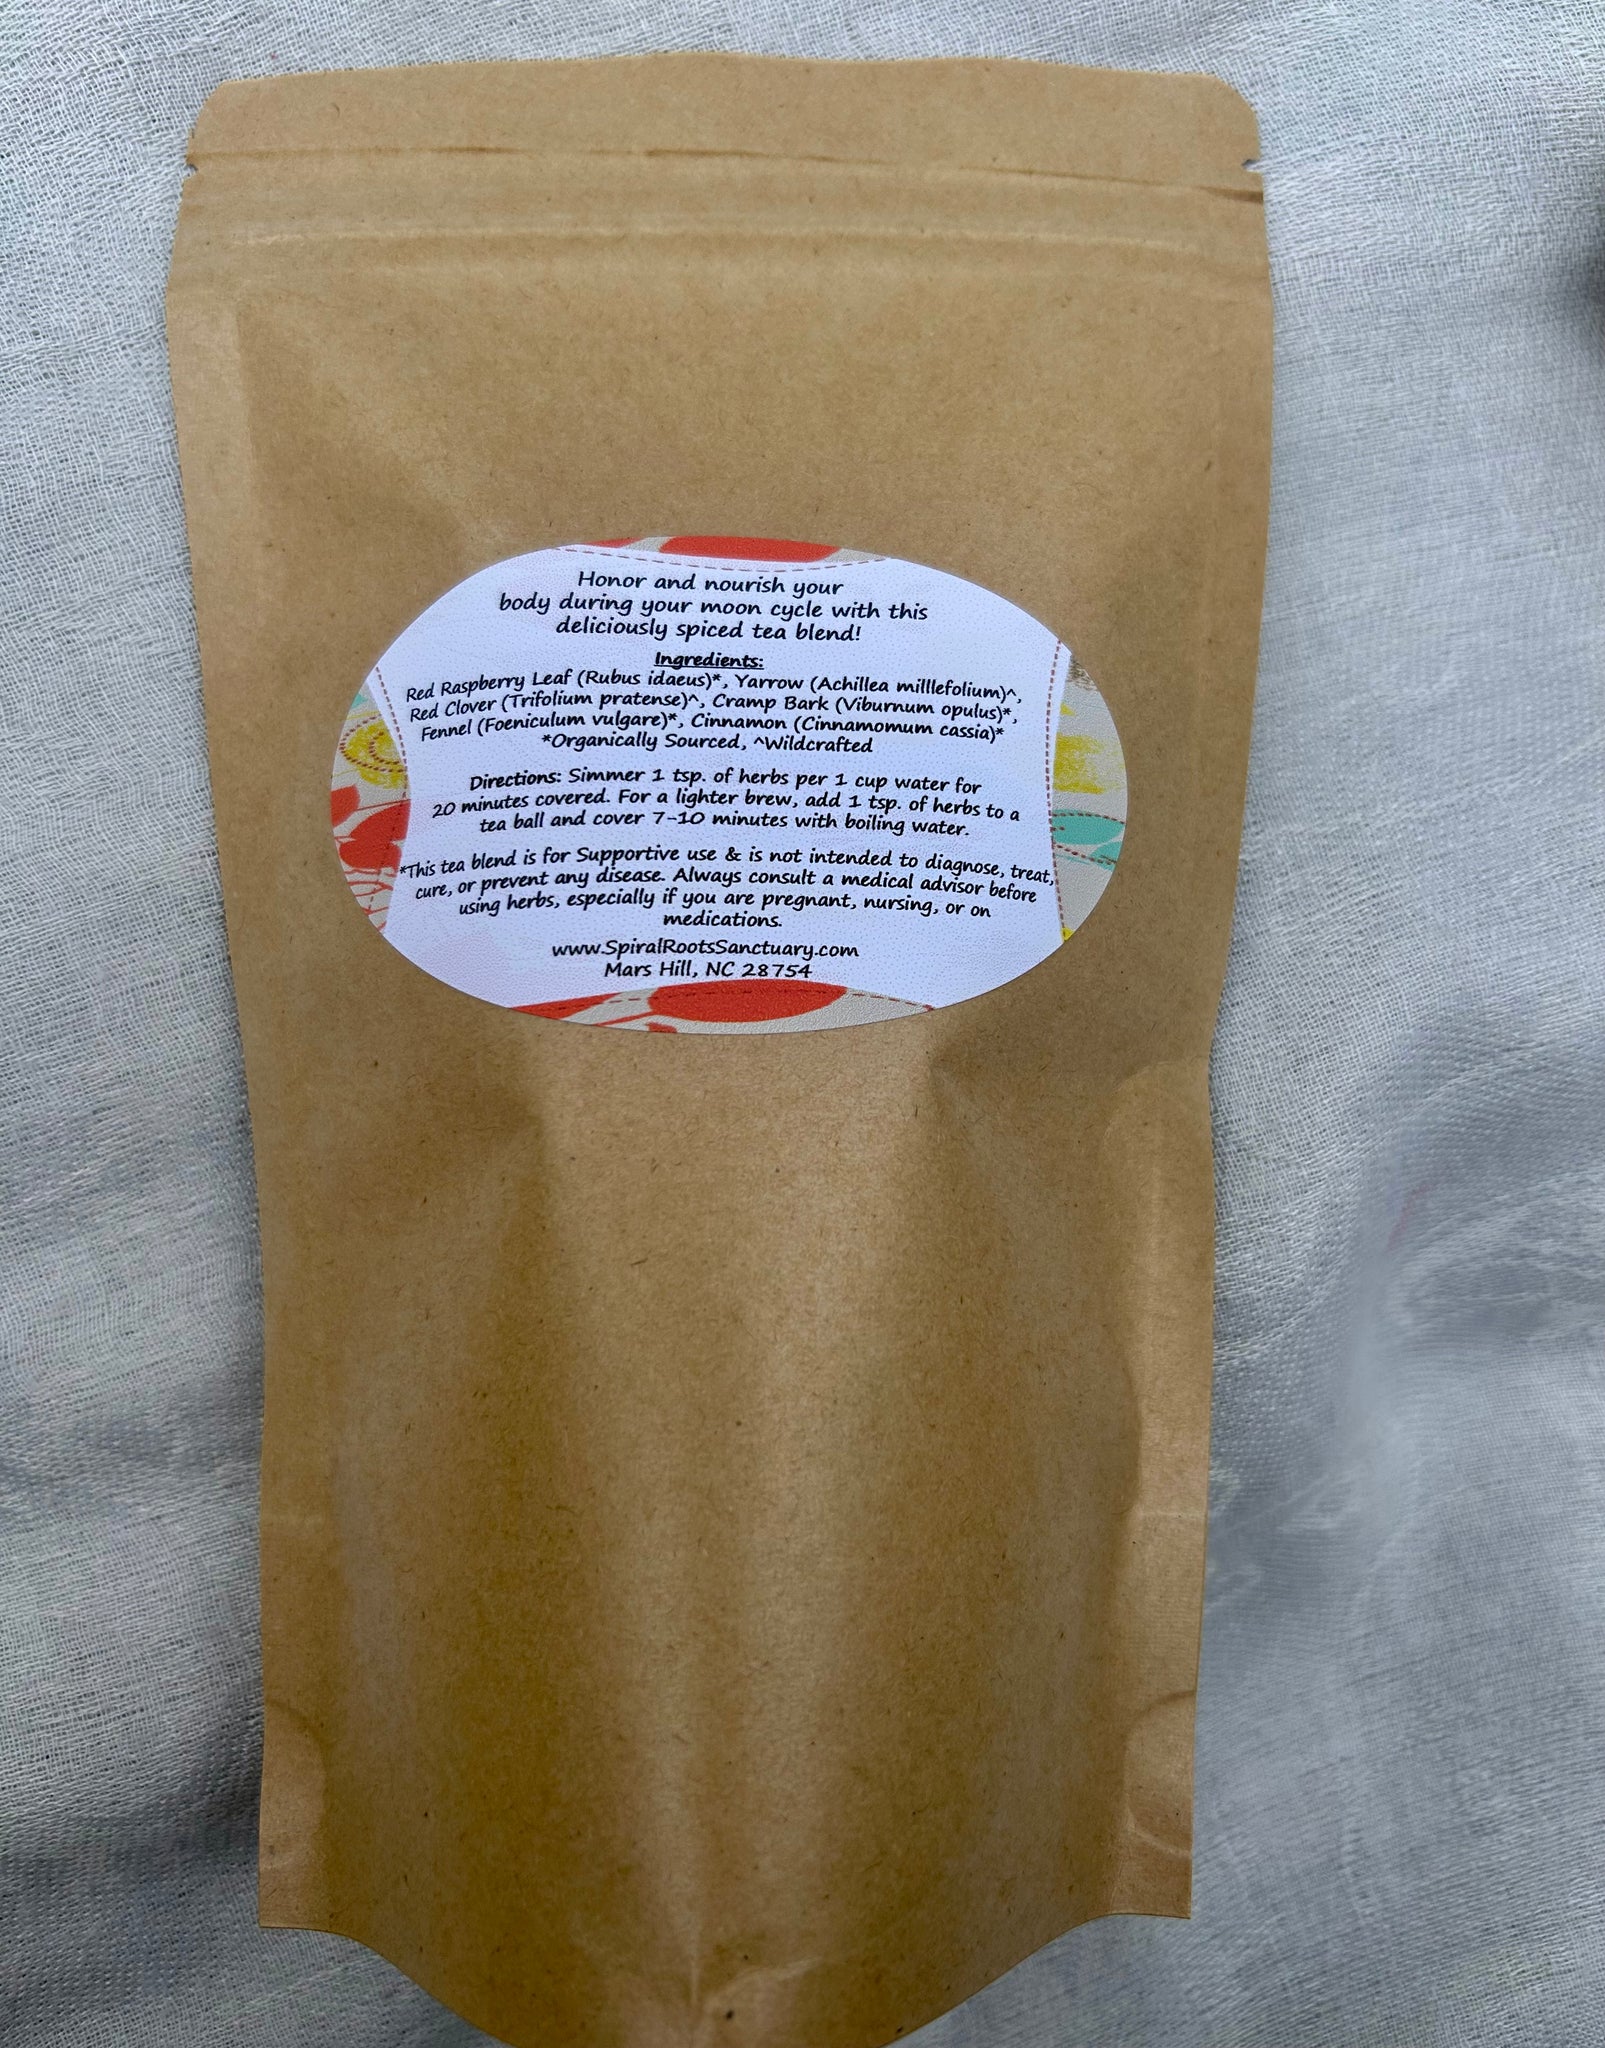 Honor and nourish your
body during your moon cycle with this
deliciously spiced tea blend!
Ingredients:
Red Raspberry Leaf (Rubus idaeus)*, Yarrow (Achillea milllefolium)^,
Red Clover (Trifolium pratense)^, Cramp Bark (Viburnum opulus)*,
Fennel (Foeniculum vulgare)*, Cinnamon (Cinnamomum cassia)*
*Organically Sourced, ^Wildcrafted
Directions: Simmer 1 tsp. of herbs per 1 cup water for
20 minutes covered. For a lighter brew, add 1 tsp. of herbs to a
tea ball and cover 7-10 minutes with boiling water.
*This tea blend is for Supportive use & is not intended to diagnose, treat,
cure, or prevent any disease. Always consult a medical advisor before
using herbs, especially if you are pregnant, nursing, or on
medications.
www.SpiralRootsSanctuary.com
Mars Hill, NC 28754